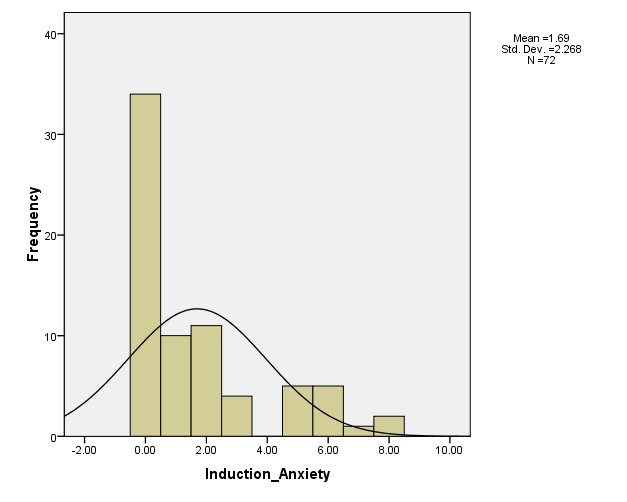 Mean =1.69
Std. Dev. =2.268
N =72
40
30
20
10
0
Frequency
-2.00 0.00 2.00 4.00 6.00 8.00 10.00
Induction_Anxiety